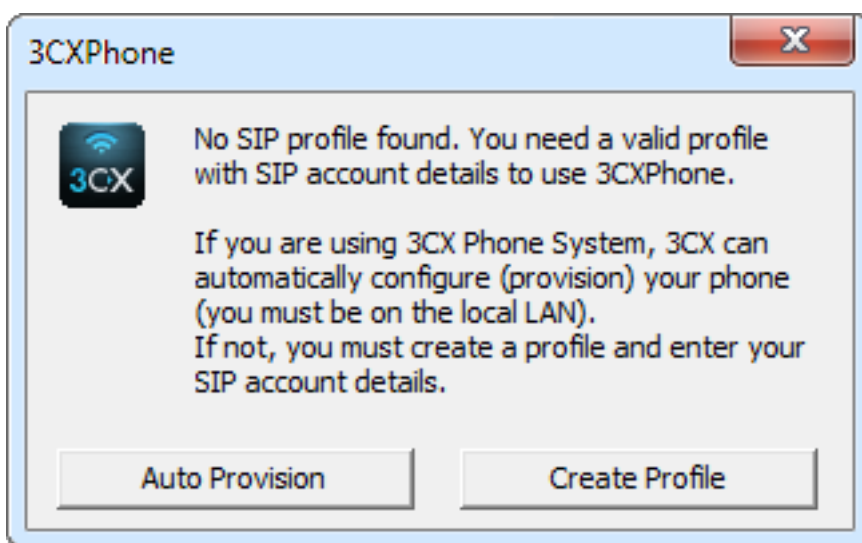 3CXPhone
3CX
No SIP profile found. You need a valid profile
with SIP account details to use 3CXPhone.
If you are using 3CX Phone System, 3CX can
automatically configure (provision) your phone
(you must be on the local LAN).
If not, you must create a profile and enter your
SIP account details.
Auto Provision
Create Profile